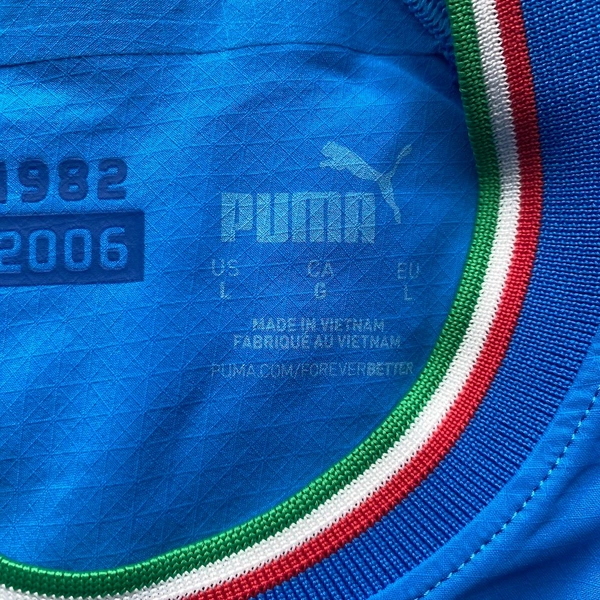 1982
2006
PUMA
US CA EU
L G L
MADE IN VIETNAM
FABRIQUÉ AU VIETNAM
PUMA.COM/FOREVERBETTER